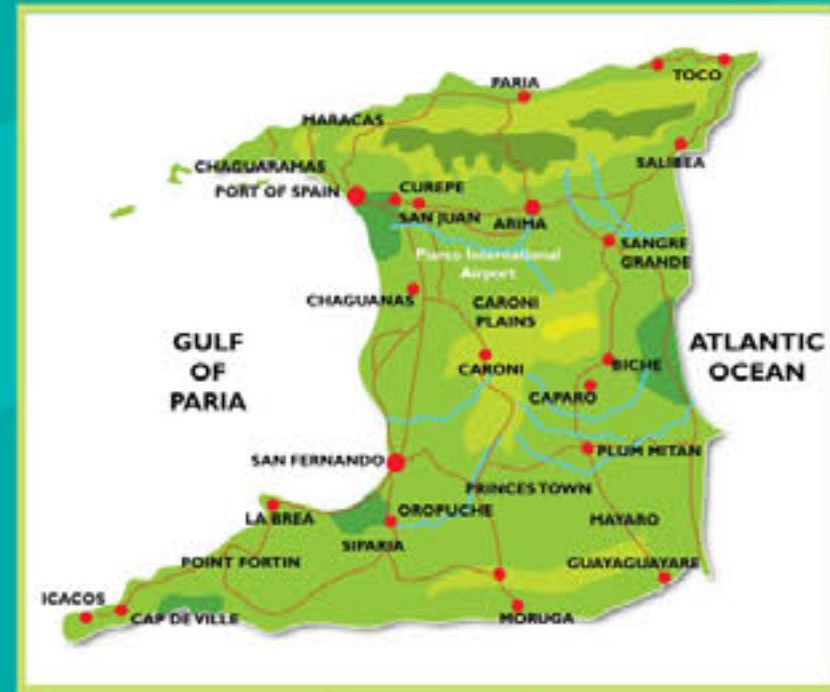 TOCO
PARIA
MARACAS
SALIBEA
CHAGUARAMAS
PORT OF SPAIN
CUREPE
SAN JUAN
ARIMA
SANGRE
GRANDE
Piarco International
Airport
CHAGUANAS
CARONI
PLAINS
GULF
OF
PARIA
ATLANTIC
OCEAN
CARONI
BICHE
CAPARO
SAN FERNANDO
PLUM MITAN
PRINCES TOWN
LA BREA
OROPUCHE
MAYARO
SIPARIA
POINT FORTIN
GUAYAGUAYARE
ICACOS
CAP DE VILLE
MORUGA